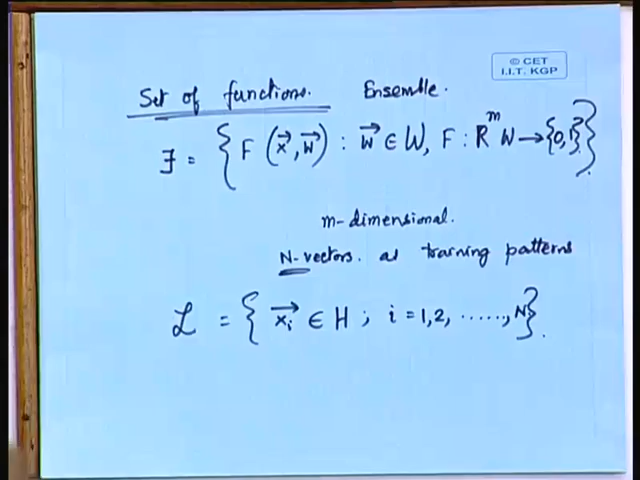 © CET
I.I.T. KGP
Set of functions. Ensemble.
Ⅎ = { F (x⃗, w⃗) : w⃗ ∈ W, F : R^m W → {0,1} }.
m-dimensional.
N-vectors. as training patterns
ℒ = { x⃗i ∈ H ; i = 1,2, ......, N }.